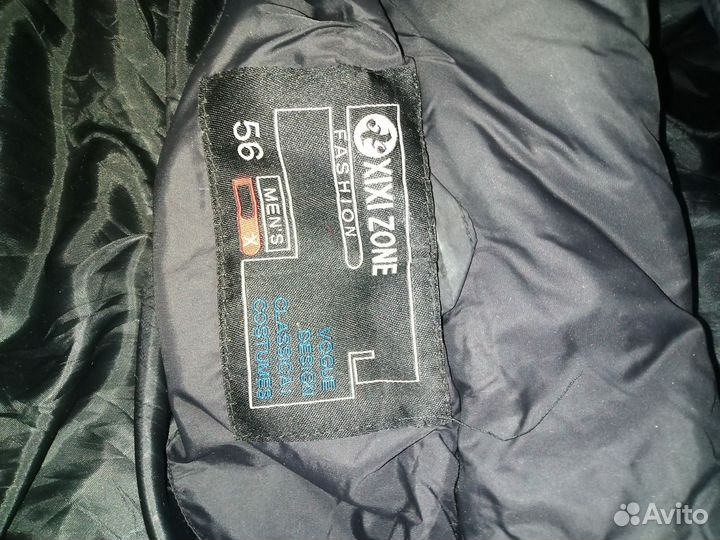 XIXI ZONE
FASHION
56
MEN'S
X
VOGUE
DESIGN
CLASSICAL
COSTUMES
Avito